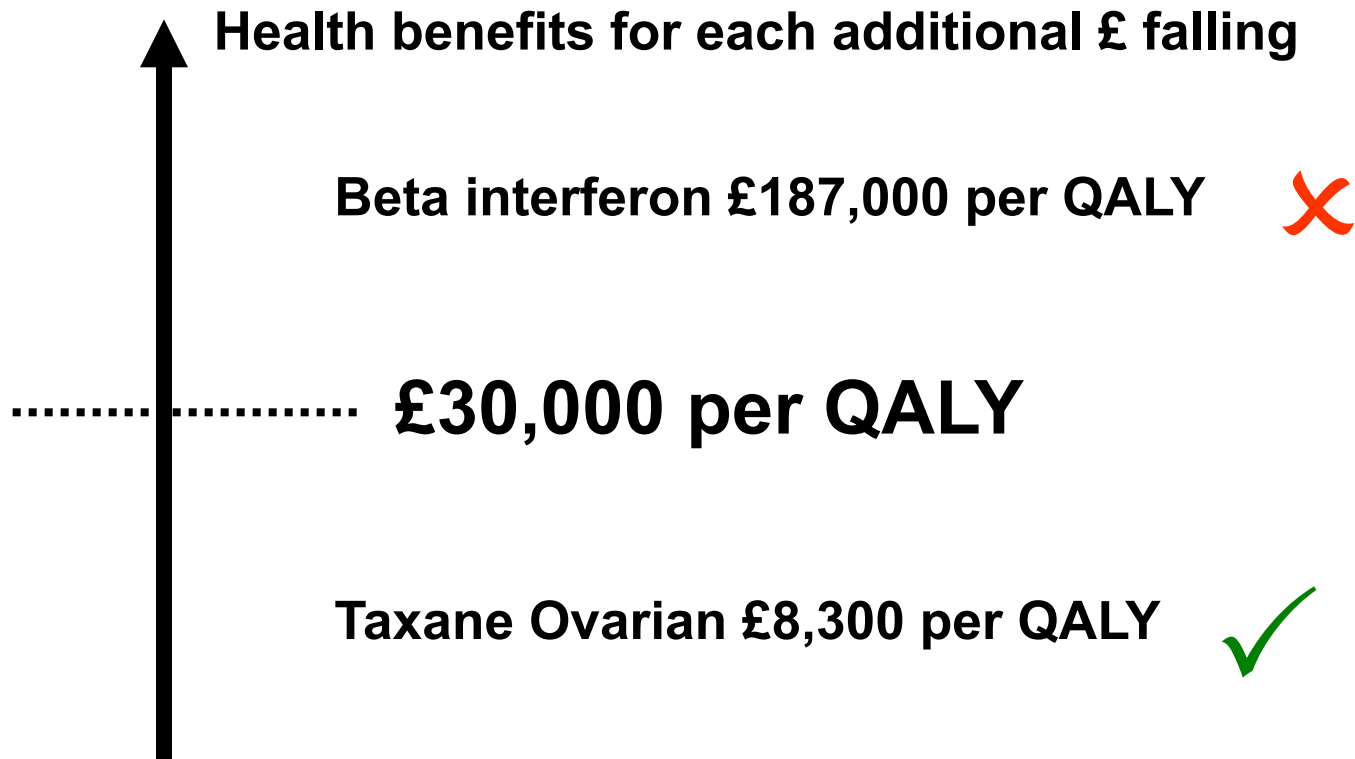 Health benefits for each additional £ falling
Beta interferon £187,000 per QALY
£30,000 per QALY
Taxane Ovarian £8,300 per QALY